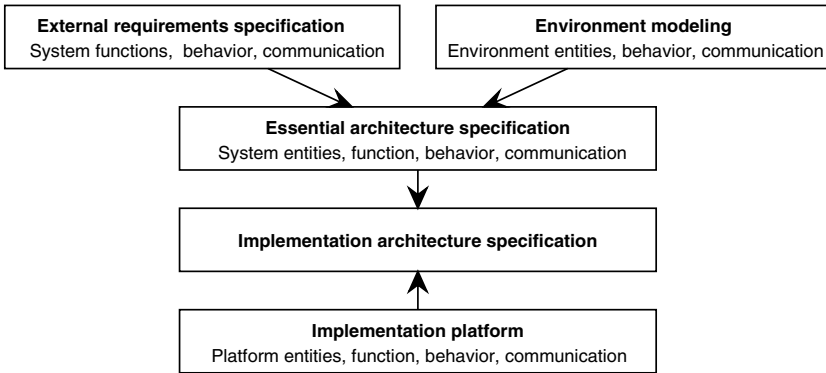 External requirements specification
System functions, behavior, communication
Environment modeling
Environment entities, behavior, communication
Essential architecture specification
System entities, function, behavior, communication
Implementation architecture specification
Implementation platform
Platform entities, function, behavior, communication